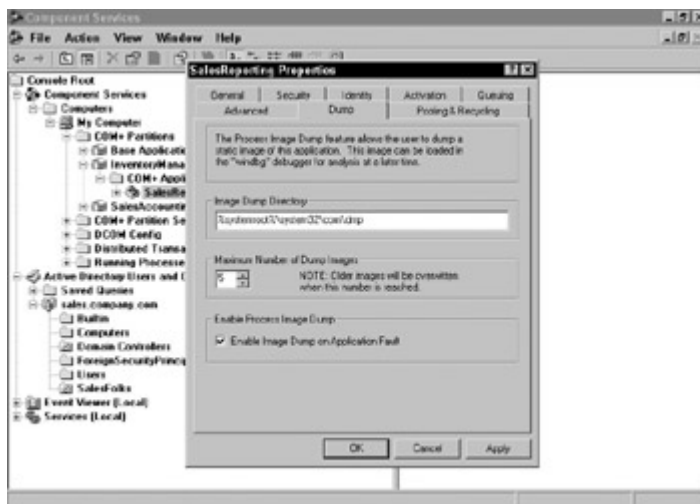 Component Services
File Action View Window Help
SalesReporting Properties
General Security Identity Activation Queuing
Advanced Dump Pooling & Recycling
The Process Image Dump feature allows the user to dump a
static image of this application. This image can be loaded in
the "windbg" debugger for analysis at a later time.
Image Dump Directory
%systemroot%\system32\com\dmp
Maximum Number of Dump Images
5
NOTE: Older images will be overwritten
when this number is reached.
Enable Process Image Dump
Enable Image Dump on Application Fault
OK Cancel Apply
Console Root
Component Services
Computers
My Computer
COM+ Partitions
Base Applicatio
InventoryMana
COM+ Appli
SalesRe
SalesAccountin
COM+ Partition Se
DCOM Config
Distributed Transa
Running Processe
Active Directory Users and C
Saved Queries
sales.company.com
Builtin
Computers
Domain Controllers
ForeignSecurityPrincip
Users
SalesFolks
Event Viewer (Local)
Services (Local)